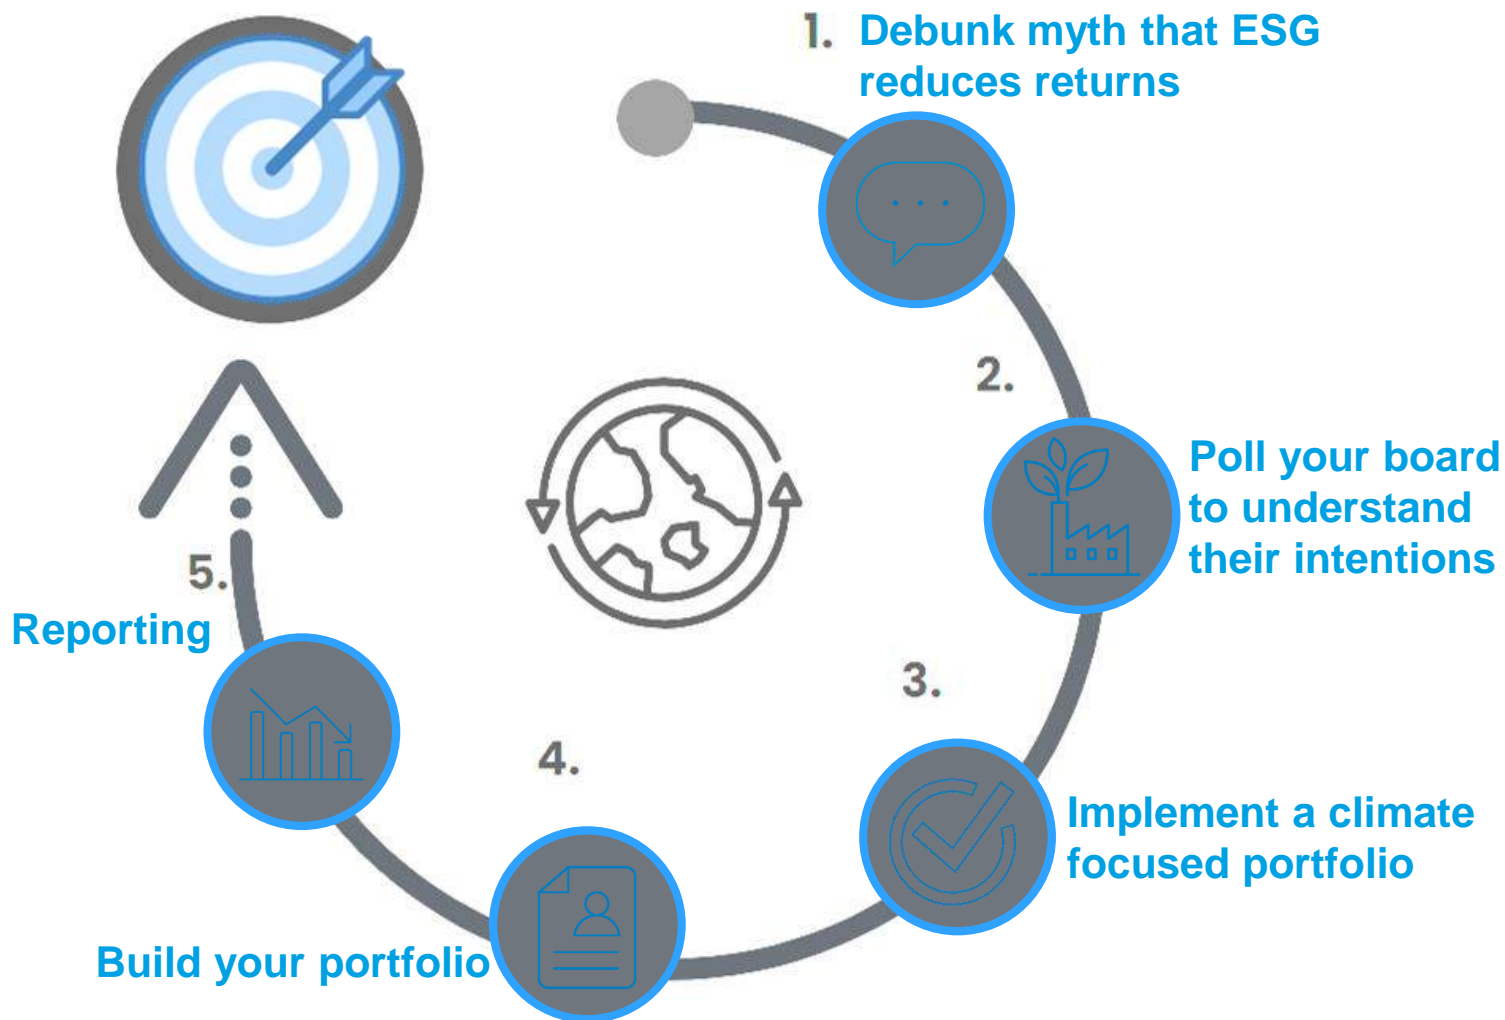 1. Debunk myth that ESG
reduces returns
2.
Poll your board
to understand
their intentions
3.
Implement a climate
focused portfolio
4.
Build your portfolio
5.
Reporting